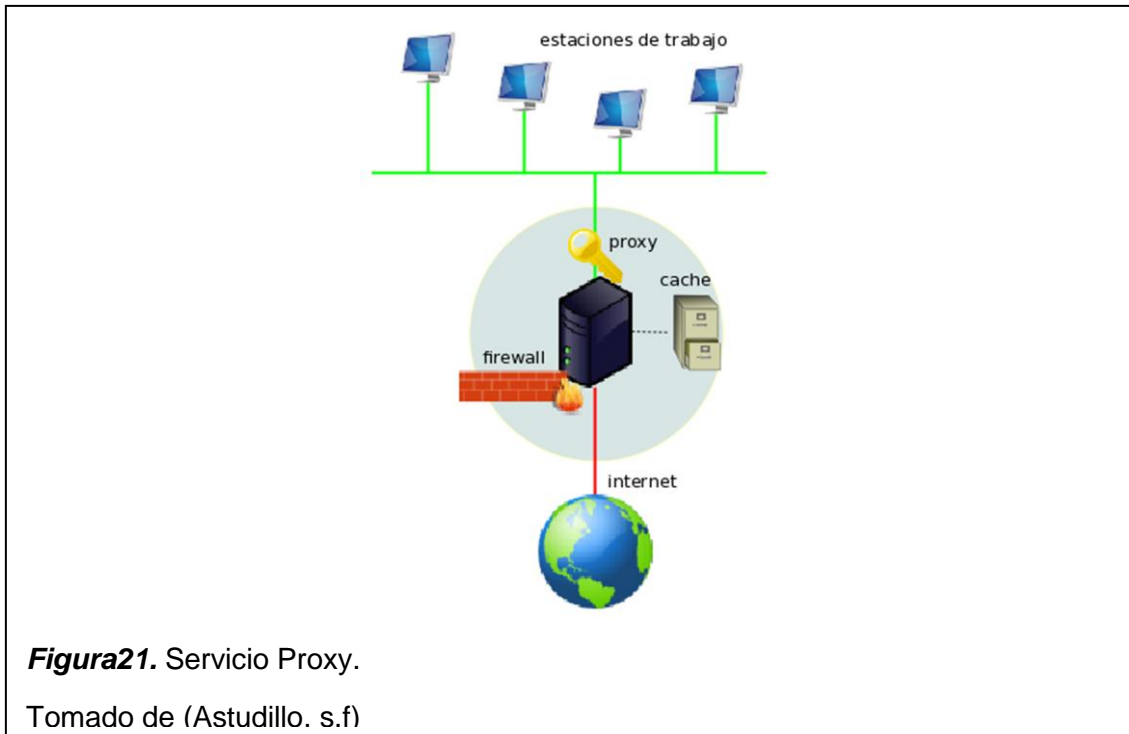 estaciones de trabajo
proxy
cache
firewall
internet
Figura21. Servicio Proxy.
Tomado de (Astudillo. s.f)